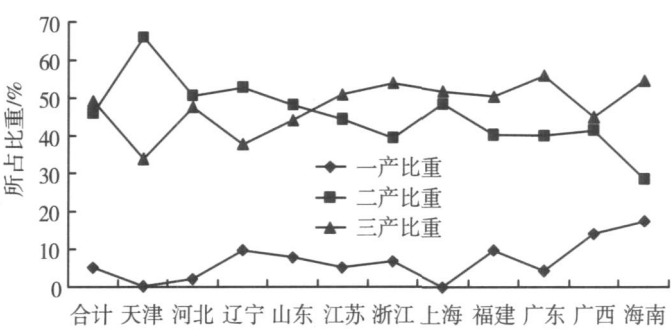 70
60
50
40
30
20
10
0
所占比重/%
一产比重
二产比重
三产比重
合计 天津 河北 辽宁 山东 江苏 浙江 上海 福建 广东 广西 海南